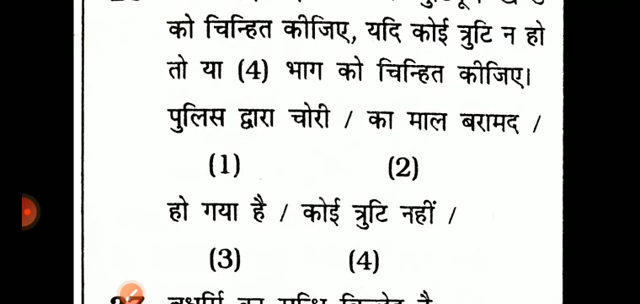 को चिन्हित कीजिए, यदि कोई त्रुटि न हो
तो या (4) भाग को चिन्हित कीजिए।
पुलिस द्वारा चोरी / का माल बरामद /
(1) (2)
हो गया है / कोई त्रुटि नहीं /
(3) (4)